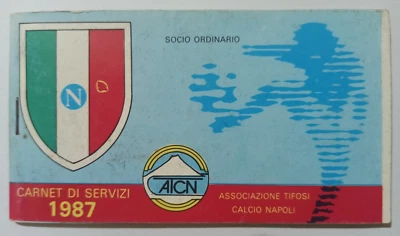 SOCIO ORDINARIO
N
AICN
CARNET DI SERVIZI
1987
ASSOCIAZIONE TIFOSI
CALCIO NAPOLI